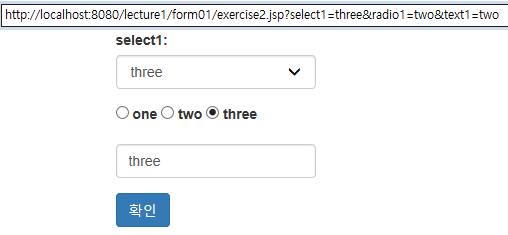 http://localhost:8080/lecture1/form01/exercise2.jsp?select1=three&radio1=two&text1=two
select1:
three
one two three
three
확인